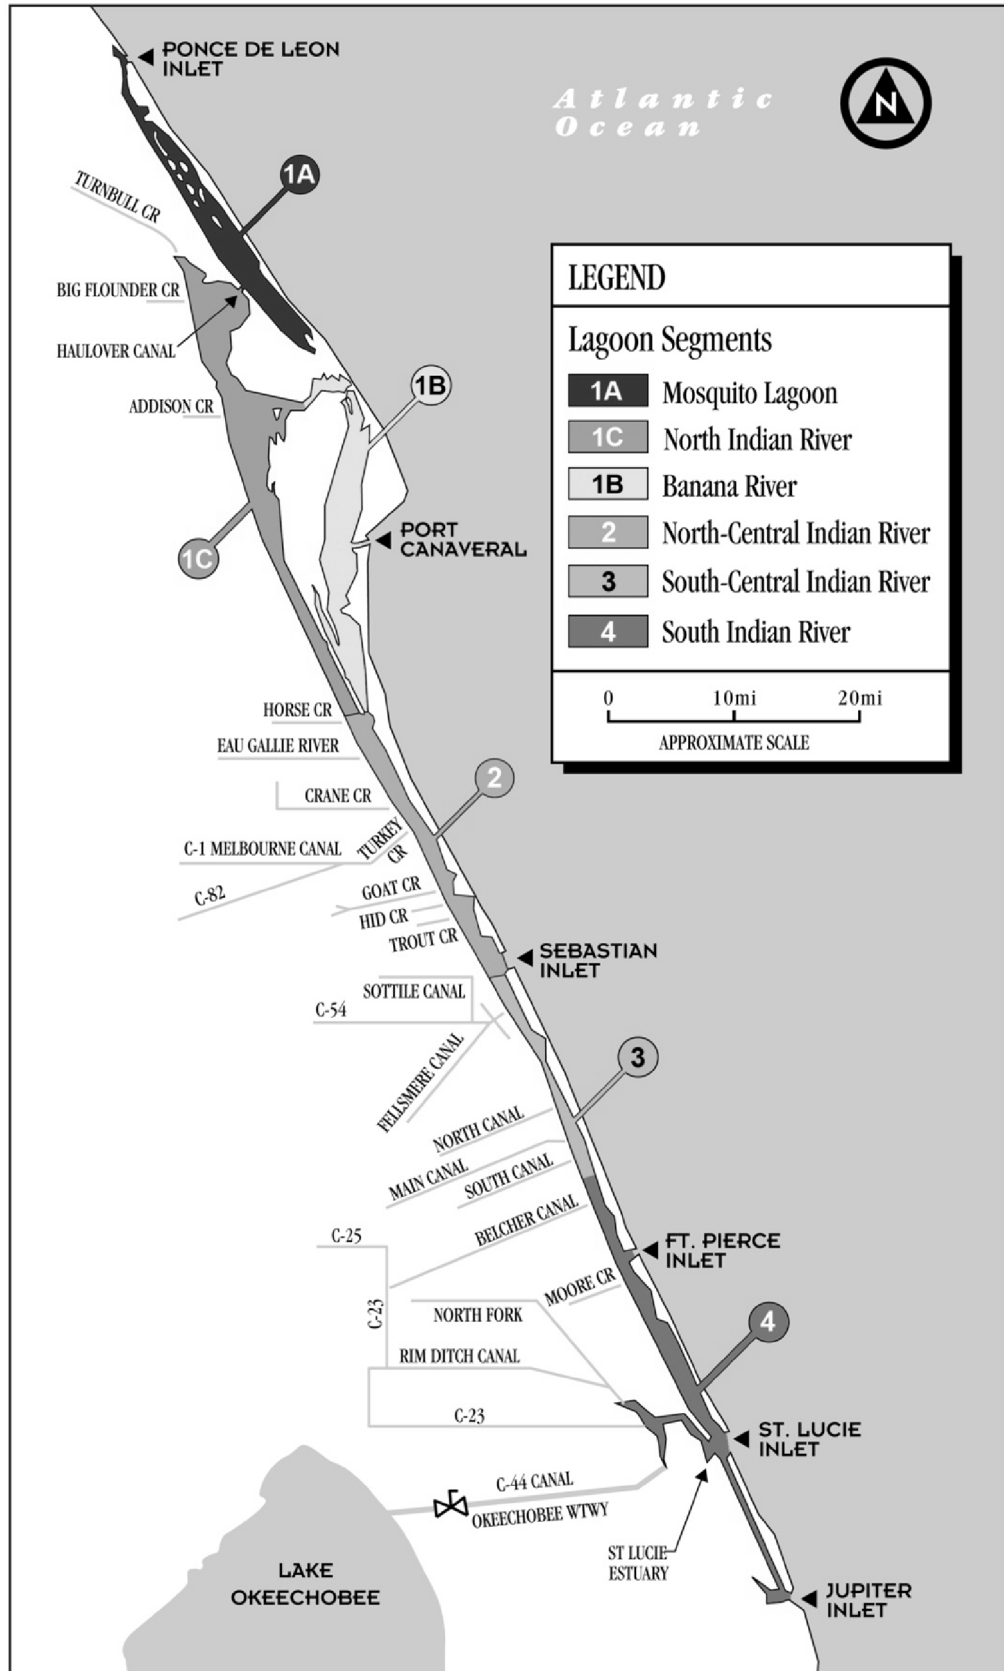 PONCE DE LEON
INLET
Atlantic
Ocean
N
1A
TURNBULL CR
BIG FLOUNDER CR
HAULOVER CANAL
ADDISON CR
1B
PORT
CANAVERAL
1C
LEGEND
Lagoon Segments
1A Mosquito Lagoon
1C North Indian River
1B Banana River
2 North-Central Indian River
3 South-Central Indian River
4 South Indian River
0 10mi 20mi
APPROXIMATE SCALE
HORSE CR
EAU GALLIE RIVER
2
CRANE CR
TURKEY
CR
C-1 MELBOURNE CANAL
C-82
GOAT CR
HID CR
TROUT CR
SEBASTIAN
INLET
SOTTILE CANAL
C-54
FELLSMERE CANAL
3
NORTH CANAL
MAIN CANAL
SOUTH CANAL
BELCHER CANAL
C-25
FT. PIERCE
INLET
MOORE CR
C-23
NORTH FORK
4
RIM DITCH CANAL
C-23
ST. LUCIE
INLET
C-44 CANAL
OKEECHOBEE WTWY
ST LUCIE
ESTUARY
LAKE
OKEECHOBEE
JUPITER
INLET